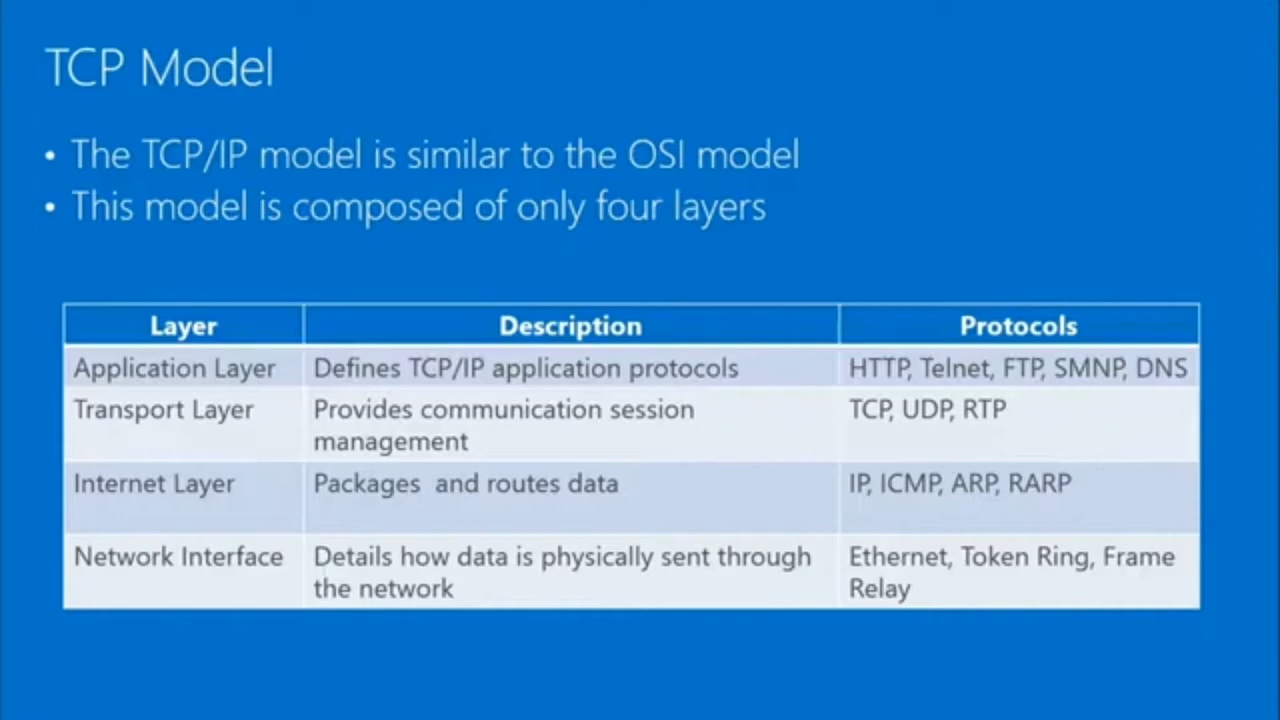 TCP Model
• The TCP/IP model is similar to the OSI model
• This model is composed of only four layers
Layer Description Protocols
Application Layer Defines TCP/IP application protocols HTTP, Telnet, FTP, SMNP, DNS
Transport Layer Provides communication session TCP, UDP, RTP
management
Internet Layer Packages and routes data IP, ICMP, ARP, RARP
Network Interface Details how data is physically sent through Ethernet, Token Ring, Frame
the network Relay